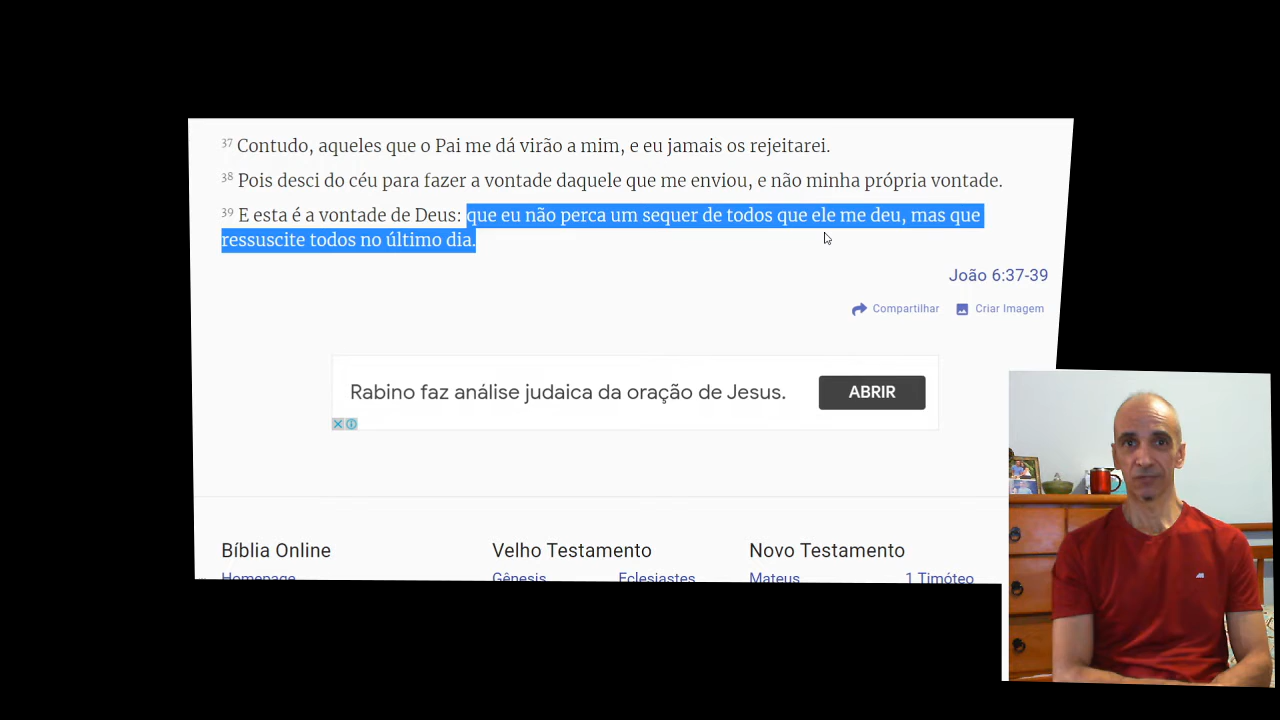 37 Contudo, aqueles que o Pai me dá virão a mim, e eu jamais os rejeitarei.
38 Pois desci do céu para fazer a vontade daquele que me enviou, e não minha própria vontade.
39 E esta é a vontade de Deus: que eu não perca um sequer de todos que ele me deu, mas que
ressuscite todos no último dia.
João 6:37-39
Compartilhar Criar Imagem
Rabino faz análise judaica da oração de Jesus. ABRIR
Bíblia Online Velho Testamento Novo Testamento
Homepage Gênesis Eclesiastes Mateus 1 Timóteo